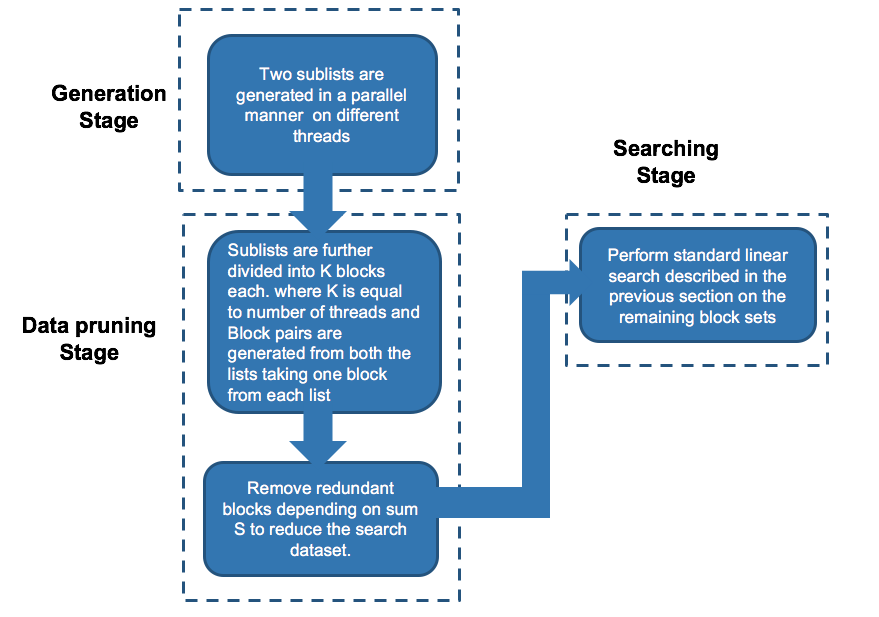 Generation
Stage
Two sublists are
generated in a parallel
manner on different
threads
Data pruning
Stage
Sublists are further
divided into K blocks
each. where K is equal
to number of threads and
Block pairs are
generated from both the
lists taking one block
from each list
Remove redundant
blocks depending on sum
S to reduce the search
dataset.
Searching
Stage
Perform standard linear
search described in the
previous section on the
remaining block sets